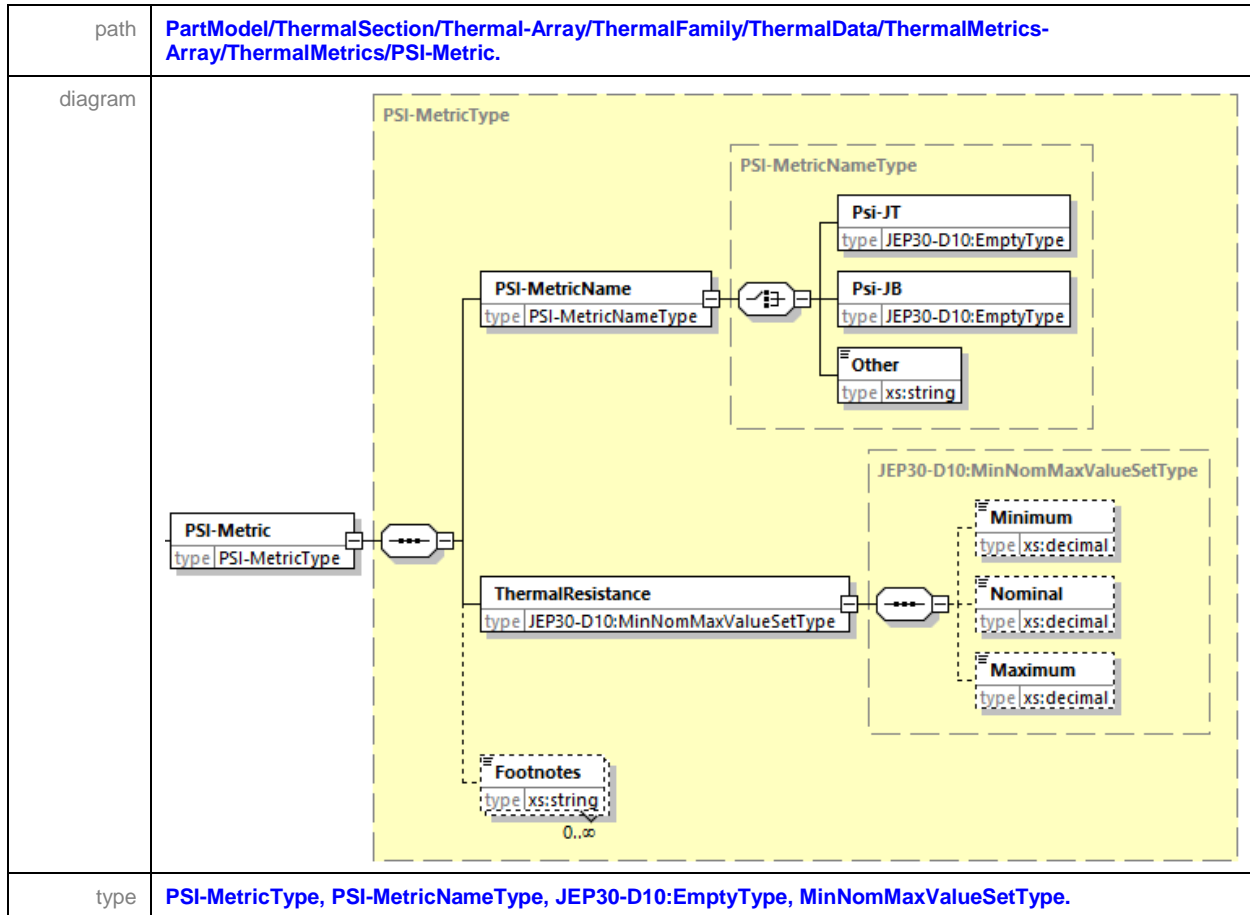 path
PartModel/ThermalSection/Thermal-Array/ThermalFamily/ThermalData/ThermalMetrics-
Array/ThermalMetrics/PSI-Metric.
diagram
PSI-MetricType
PSI-MetricNameType
Psi-JT
type JEP30-D10:EmptyType
PSI-MetricName
type PSI-MetricNameType
Psi-JB
type JEP30-D10:EmptyType
Other
type xs:string
JEP30-D10:MinNomMaxValueSetType
PSI-Metric
type PSI-MetricType
Minimum
type xs:decimal
ThermalResistance
type JEP30-D10:MinNomMaxValueSetType
Nominal
type xs:decimal
Maximum
type xs:decimal
Footnotes
type xs:string
0..∞
type
PSI-MetricType, PSI-MetricNameType, JEP30-D10:EmptyType, MinNomMaxValueSetType.